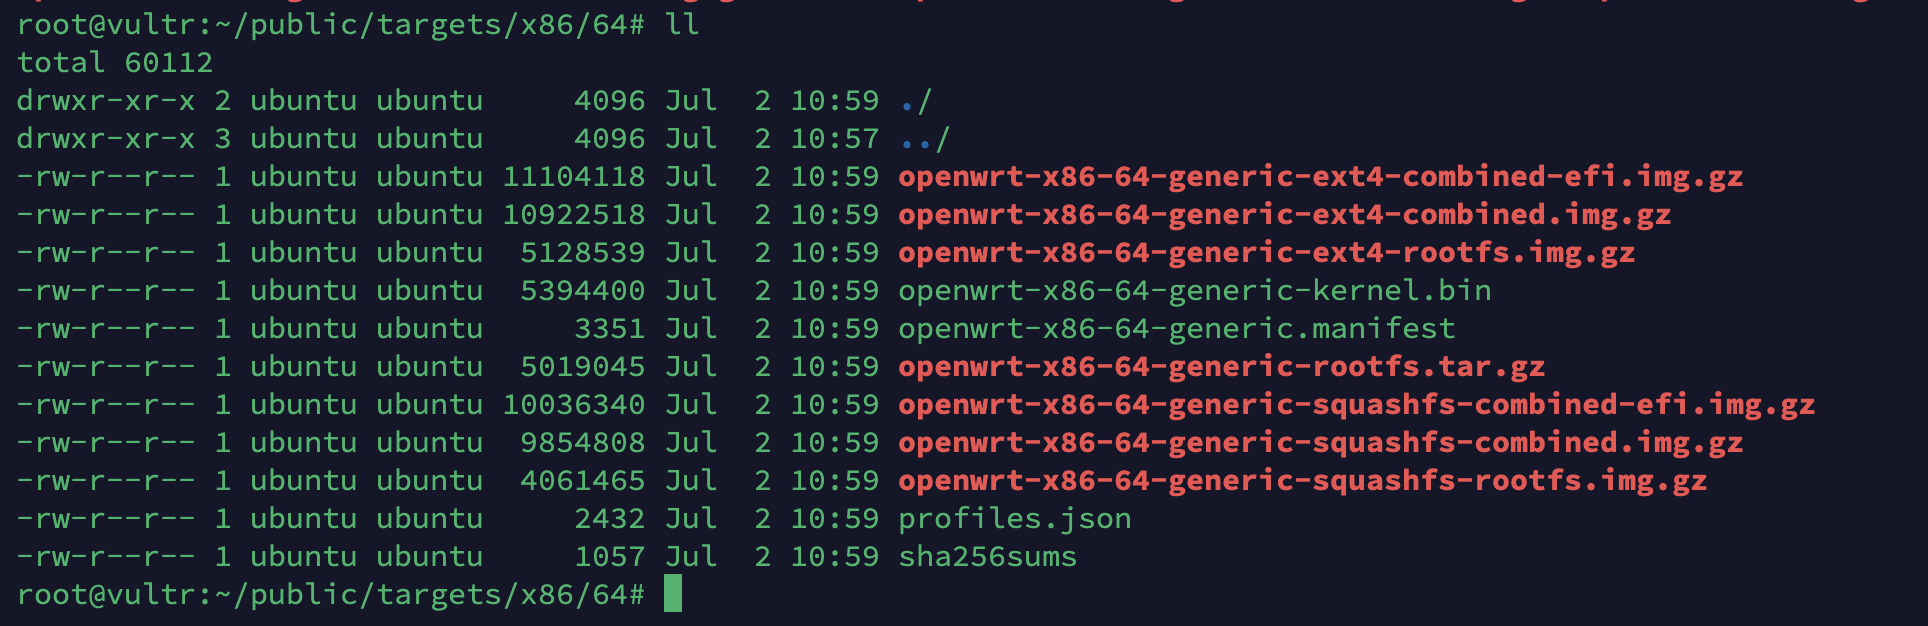 root@vultr:~/public/targets/x86/64# ll
total 60112
drwxr-xr-x 2 ubuntu ubuntu     4096 Jul  2 10:59 ./
drwxr-xr-x 3 ubuntu ubuntu     4096 Jul  2 10:57 ../
-rw-r--r-- 1 ubuntu ubuntu 11104118 Jul  2 10:59 openwrt-x86-64-generic-ext4-combined-efi.img.gz
-rw-r--r-- 1 ubuntu ubuntu 10922518 Jul  2 10:59 openwrt-x86-64-generic-ext4-combined.img.gz
-rw-r--r-- 1 ubuntu ubuntu  5128539 Jul  2 10:59 openwrt-x86-64-generic-ext4-rootfs.img.gz
-rw-r--r-- 1 ubuntu ubuntu  5394400 Jul  2 10:59 openwrt-x86-64-generic-kernel.bin
-rw-r--r-- 1 ubuntu ubuntu     3351 Jul  2 10:59 openwrt-x86-64-generic.manifest
-rw-r--r-- 1 ubuntu ubuntu  5019045 Jul  2 10:59 openwrt-x86-64-generic-rootfs.tar.gz
-rw-r--r-- 1 ubuntu ubuntu 10036340 Jul  2 10:59 openwrt-x86-64-generic-squashfs-combined-efi.img.gz
-rw-r--r-- 1 ubuntu ubuntu  9854808 Jul  2 10:59 openwrt-x86-64-generic-squashfs-combined.img.gz
-rw-r--r-- 1 ubuntu ubuntu  4061465 Jul  2 10:59 openwrt-x86-64-generic-squashfs-rootfs.img.gz
-rw-r--r-- 1 ubuntu ubuntu     2432 Jul  2 10:59 profiles.json
-rw-r--r-- 1 ubuntu ubuntu     1057 Jul  2 10:59 sha256sums
root@vultr:~/public/targets/x86/64#